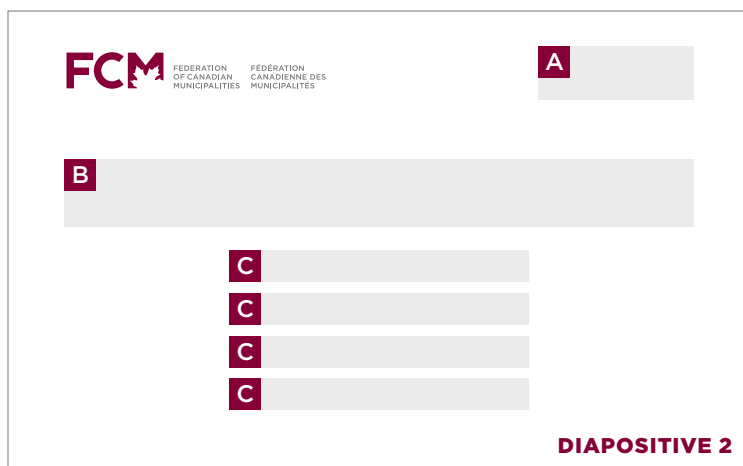 FCM
FEDERATION
OF CANADIAN
MUNICIPALITIES
FÉDÉRATION
CANADIENNE DES
MUNICIPALITÉS
A
B
C
C
C
C
DIAPOSITIVE 2